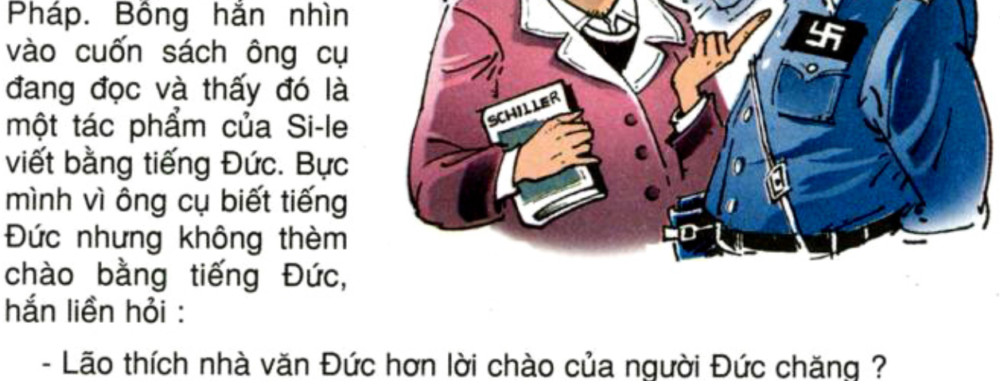 Pháp. Bỗng hắn nhìn
vào cuốn sách ông cụ
đang đọc và thấy đó là
một tác phẩm của Si-le
viết bằng tiếng Đức. Bực
mình vì ông cụ biết tiếng
Đức nhưng không thèm
chào bằng tiếng Đức,
hắn liền hỏi :
SCHILLER
- Lão thích nhà văn Đức hơn lời chào của người Đức chăng ?